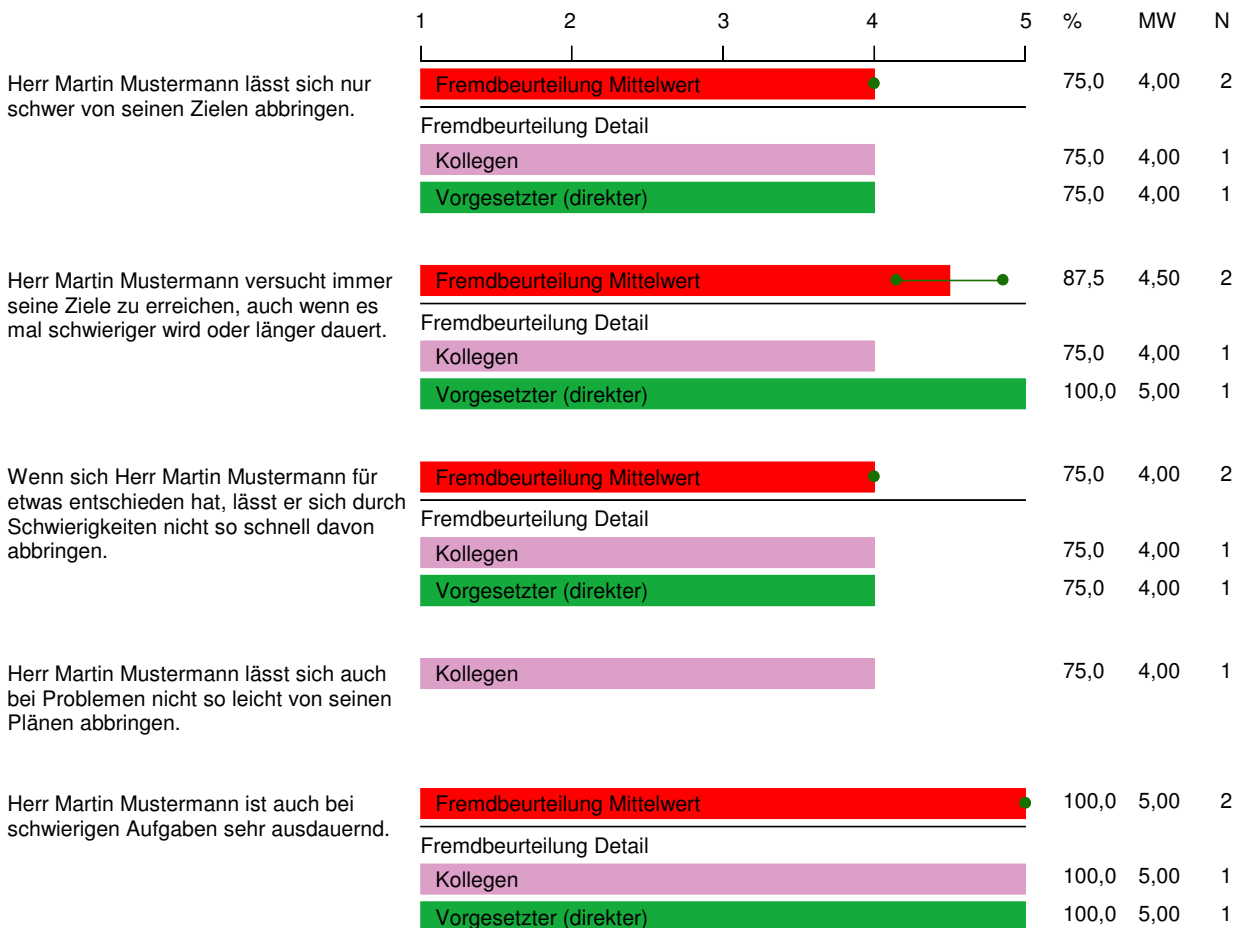 1 2 3 4 5 % MW N
Herr Martin Mustermann lässt sich nur
schwer von seinen Zielen abbringen.
Fremdbeurteilung Mittelwert 75,0 4,00 2
Fremdbeurteilung Detail
Kollegen 75,0 4,00 1
Vorgesetzter (direkter) 75,0 4,00 1
Herr Martin Mustermann versucht immer
seine Ziele zu erreichen, auch wenn es
mal schwieriger wird oder länger dauert.
Fremdbeurteilung Mittelwert 87,5 4,50 2
Fremdbeurteilung Detail
Kollegen 75,0 4,00 1
Vorgesetzter (direkter) 100,0 5,00 1
Wenn sich Herr Martin Mustermann für
etwas entschieden hat, lässt er sich durch
Schwierigkeiten nicht so schnell davon
abbringen.
Fremdbeurteilung Mittelwert 75,0 4,00 2
Fremdbeurteilung Detail
Kollegen 75,0 4,00 1
Vorgesetzter (direkter) 75,0 4,00 1
Herr Martin Mustermann lässt sich auch
bei Problemen nicht so leicht von seinen
Plänen abbringen.
Kollegen 75,0 4,00 1
Herr Martin Mustermann ist auch bei
schwierigen Aufgaben sehr ausdauernd.
Fremdbeurteilung Mittelwert 100,0 5,00 2
Fremdbeurteilung Detail
Kollegen 100,0 5,00 1
Vorgesetzter (direkter) 100,0 5,00 1